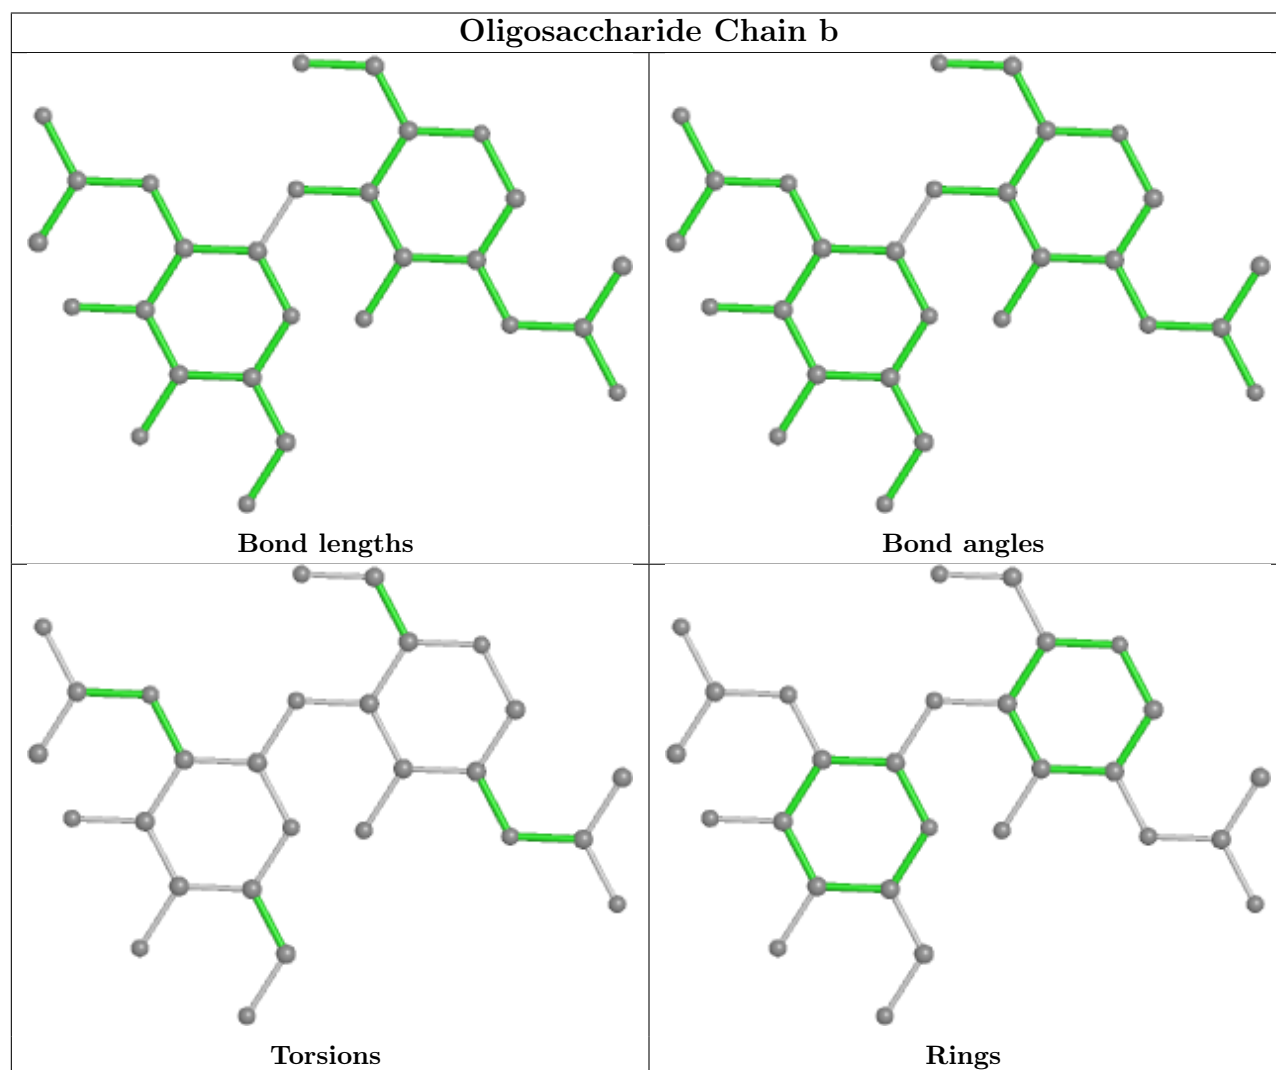 Oligosaccharide Chain b
Bond lengths
Bond angles
Torsions
Rings